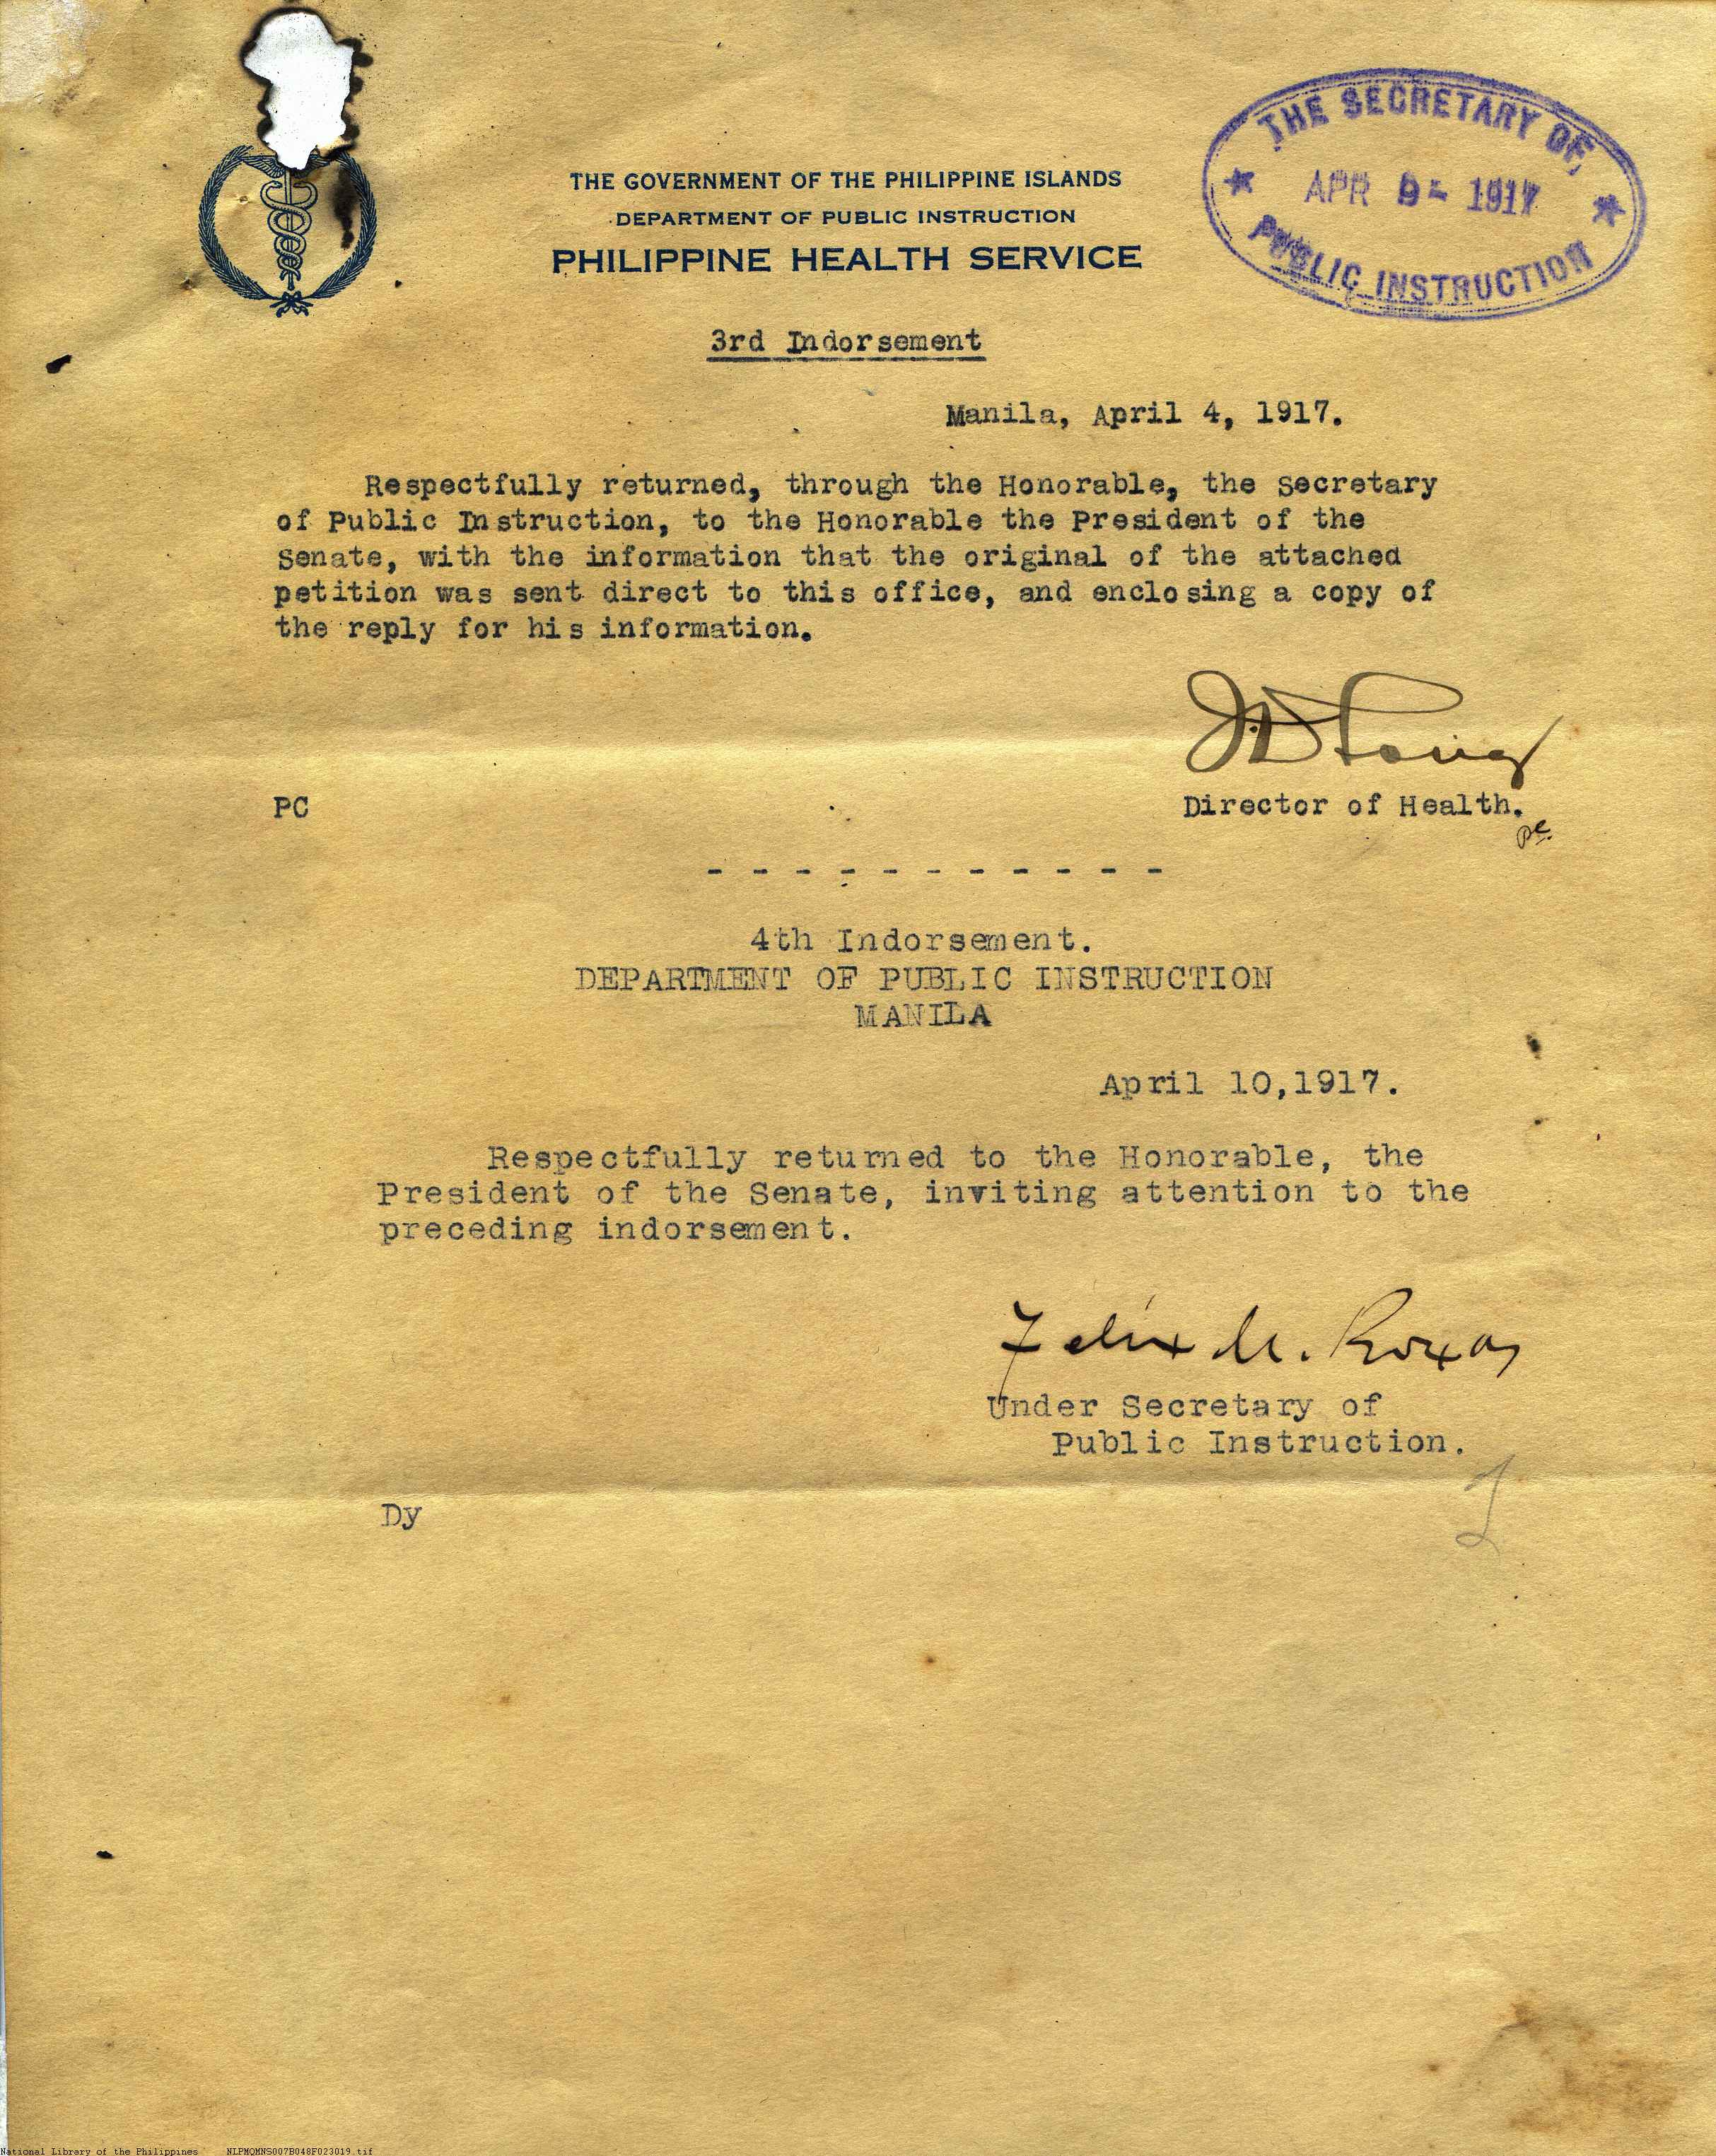 THE GOVERNMENT OF THE PHILIPPINE ISLANDS
DEPARTMENT OF PUBLIC INSTRUCTION
PHILIPPINE HEALTH SERVICE
THE SECRETARY OF
APR 9- 1917
PUBLIC INSTRUCTION
3rd Indorsement
Manila, April 4, 1917.
Respectfully returned, through the Honorable, the Secretary
of Public Instruction, to the Honorable the President of the
Senate, with the information that the original of the attached
petition was sent direct to this office, and enclosing a copy of
the reply for his information.
J D Long
PC
Director of Health.
Pc.
- - - - - - - - - - - - -
4th Indorsement.
DEPARTMENT OF PUBLIC INSTRUCTION
MANILA
April 10,1917.
Respectfully returned to the Honorable, the
President of the Senate, inviting attention to the
preceding indorsement.
Felix M. Roxas
Under Secretary of
Public Instruction.
Dy
National Library of the Philippines NLPMQMNS007B048F023019.tif